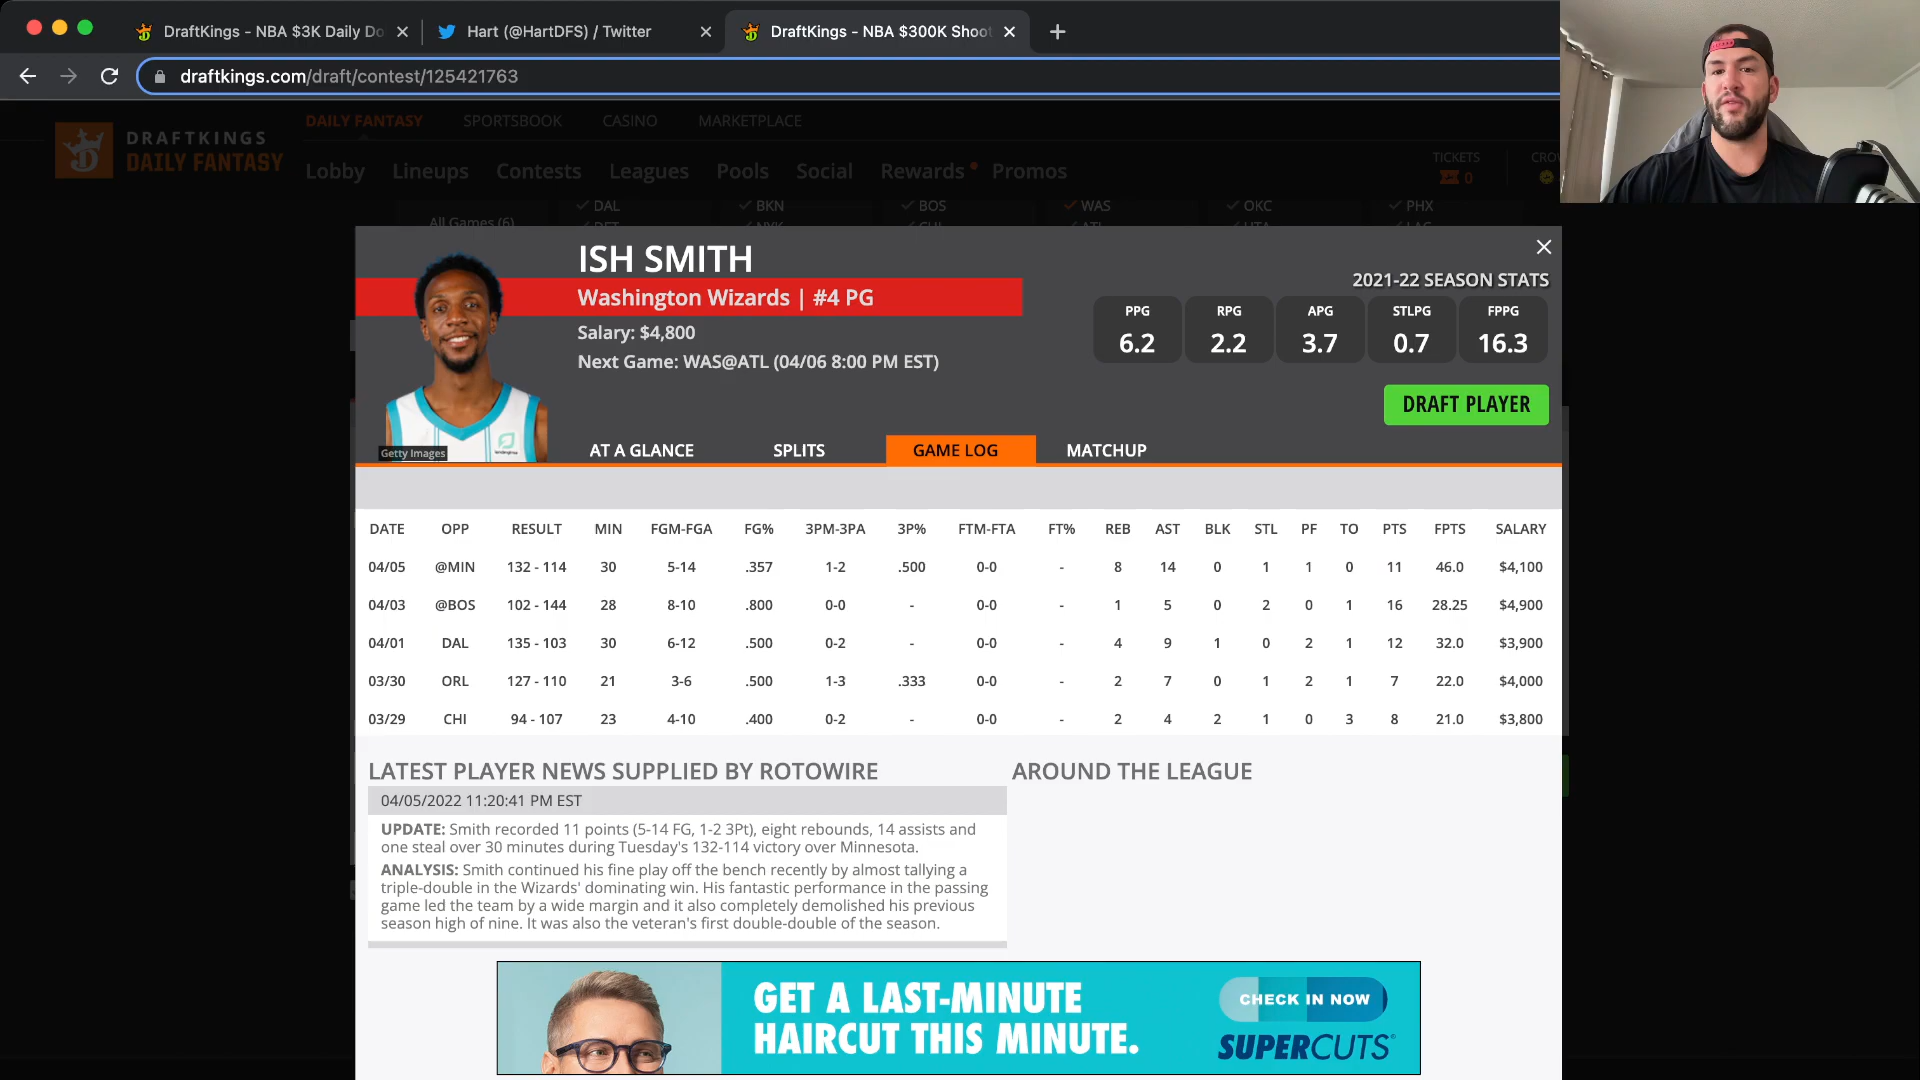 DraftKings - NBA $3K Daily Do
Hart (@HartDFS) / Twitter
DraftKings - NBA $300K Shoot
draftkings.com/draft/contest/125421763
DRAFTKINGS
DAILY FANTASY
DAILY FANTASY SPORTSBOOK CASINO MARKETPLACE
Lobby Lineups Contests Leagues Pools Social Rewards Promos
TICKETS
0
CROW
All Games (6)
DAL BKN BOS WAS OKC PHX
DET NYK CHI ATL UTA LAC
ISH SMITH
Washington Wizards | #4 PG
Salary: $4,800
Next Game: WAS@ATL (04/06 8:00 PM EST)
2021-22 SEASON STATS
PPG RPG APG STLPG FPPG
6.2 2.2 3.7 0.7 16.3
DRAFT PLAYER
Getty Images
AT A GLANCE SPLITS GAME LOG MATCHUP
DATE OPP RESULT MIN FGM-FGA FG% 3PM-3PA 3P% FTM-FTA FT% REB AST BLK STL PF TO PTS FPTS SALARY
04/05 @MIN 132 - 114 30 5-14 .357 1-2 .500 0-0 - 8 14 0 1 1 0 11 46.0 $4,100
04/03 @BOS 102 - 144 28 8-10 .800 0-0 - 0-0 - 1 5 0 2 0 1 16 28.25 $4,900
04/01 DAL 135 - 103 30 6-12 .500 0-2 - 0-0 - 4 9 1 0 2 1 12 32.0 $3,900
03/30 ORL 127 - 110 21 3-6 .500 1-3 .333 0-0 - 2 7 0 1 2 1 7 22.0 $4,000
03/29 CHI 94 - 107 23 4-10 .400 0-2 - 0-0 - 2 4 2 1 0 3 8 21.0 $3,800
LATEST PLAYER NEWS SUPPLIED BY ROTOWIRE
AROUND THE LEAGUE
04/05/2022 11:20:41 PM EST
UPDATE: Smith recorded 11 points (5-14 FG, 1-2 3Pt), eight rebounds, 14 assists and
one steal over 30 minutes during Tuesday's 132-114 victory over Minnesota.
ANALYSIS: Smith continued his fine play off the bench recently by almost tallying a
triple-double in the Wizards' dominating win. His fantastic performance in the passing
game led the team by a wide margin and it also completely demolished his previous
season high of nine. It was also the veteran's first double-double of the season.
GET A LAST-MINUTE
HAIRCUT THIS MINUTE.
CHECK IN NOW
SUPERCUTS